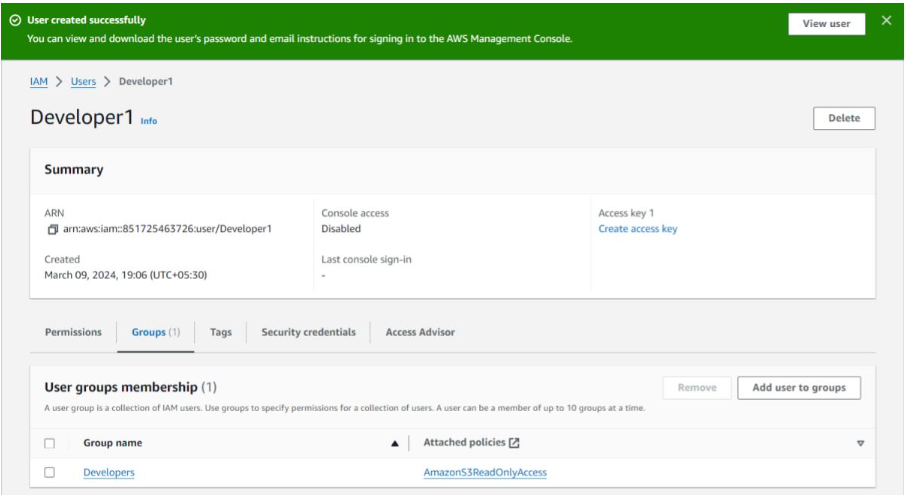 User created successfully
View user
You can view and download the user's password and email instructions for signing in to the AWS Management Console.
IAM > Users > Developer1
Developer1 Info
Delete
Summary
ARN
arn:aws:iam::851725463726:user/Developer1
Console access
Disabled
Access key 1
Create access key
Created
March 09, 2024, 19:06 (UTC+05:30)
Last console sign-in
-
Permissions Groups (1) Tags Security credentials Access Advisor
User groups membership (1)
Remove Add user to groups
A user group is a collection of IAM users. Use groups to specify permissions for a collection of users. A user can be a member of up to 10 groups at a time.
Group name Attached policies
Developers AmazonS3ReadOnlyAccess